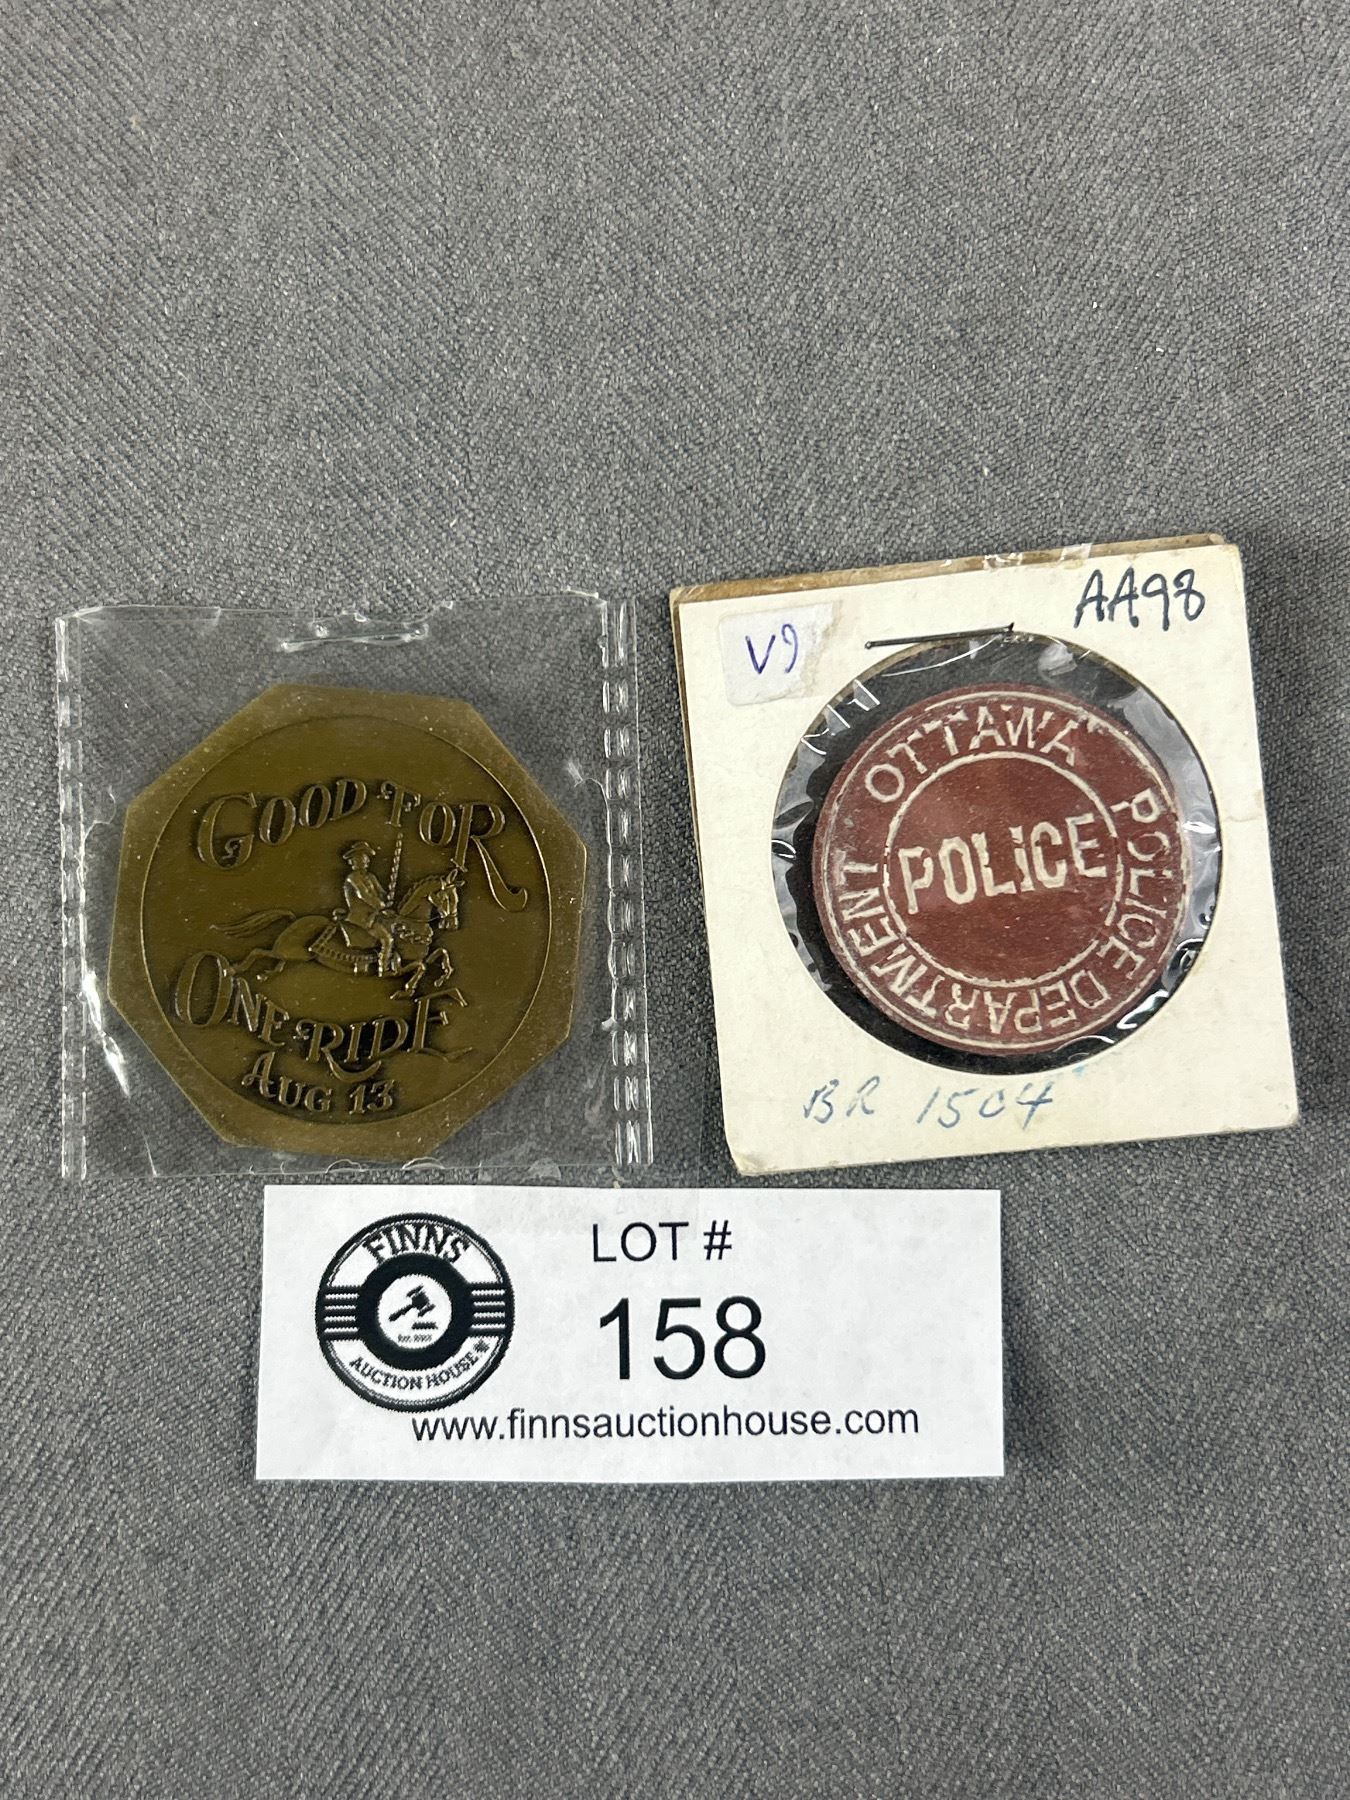 GOOD FOR
ONE RIDE
AUG 13
V9
AA98
OTTAWA POLICE DEPARTMENT
POLICE
BR 1504
FINNS
AUCTION HOUSE
LOT #
158
www.finnsauctionhouse.com